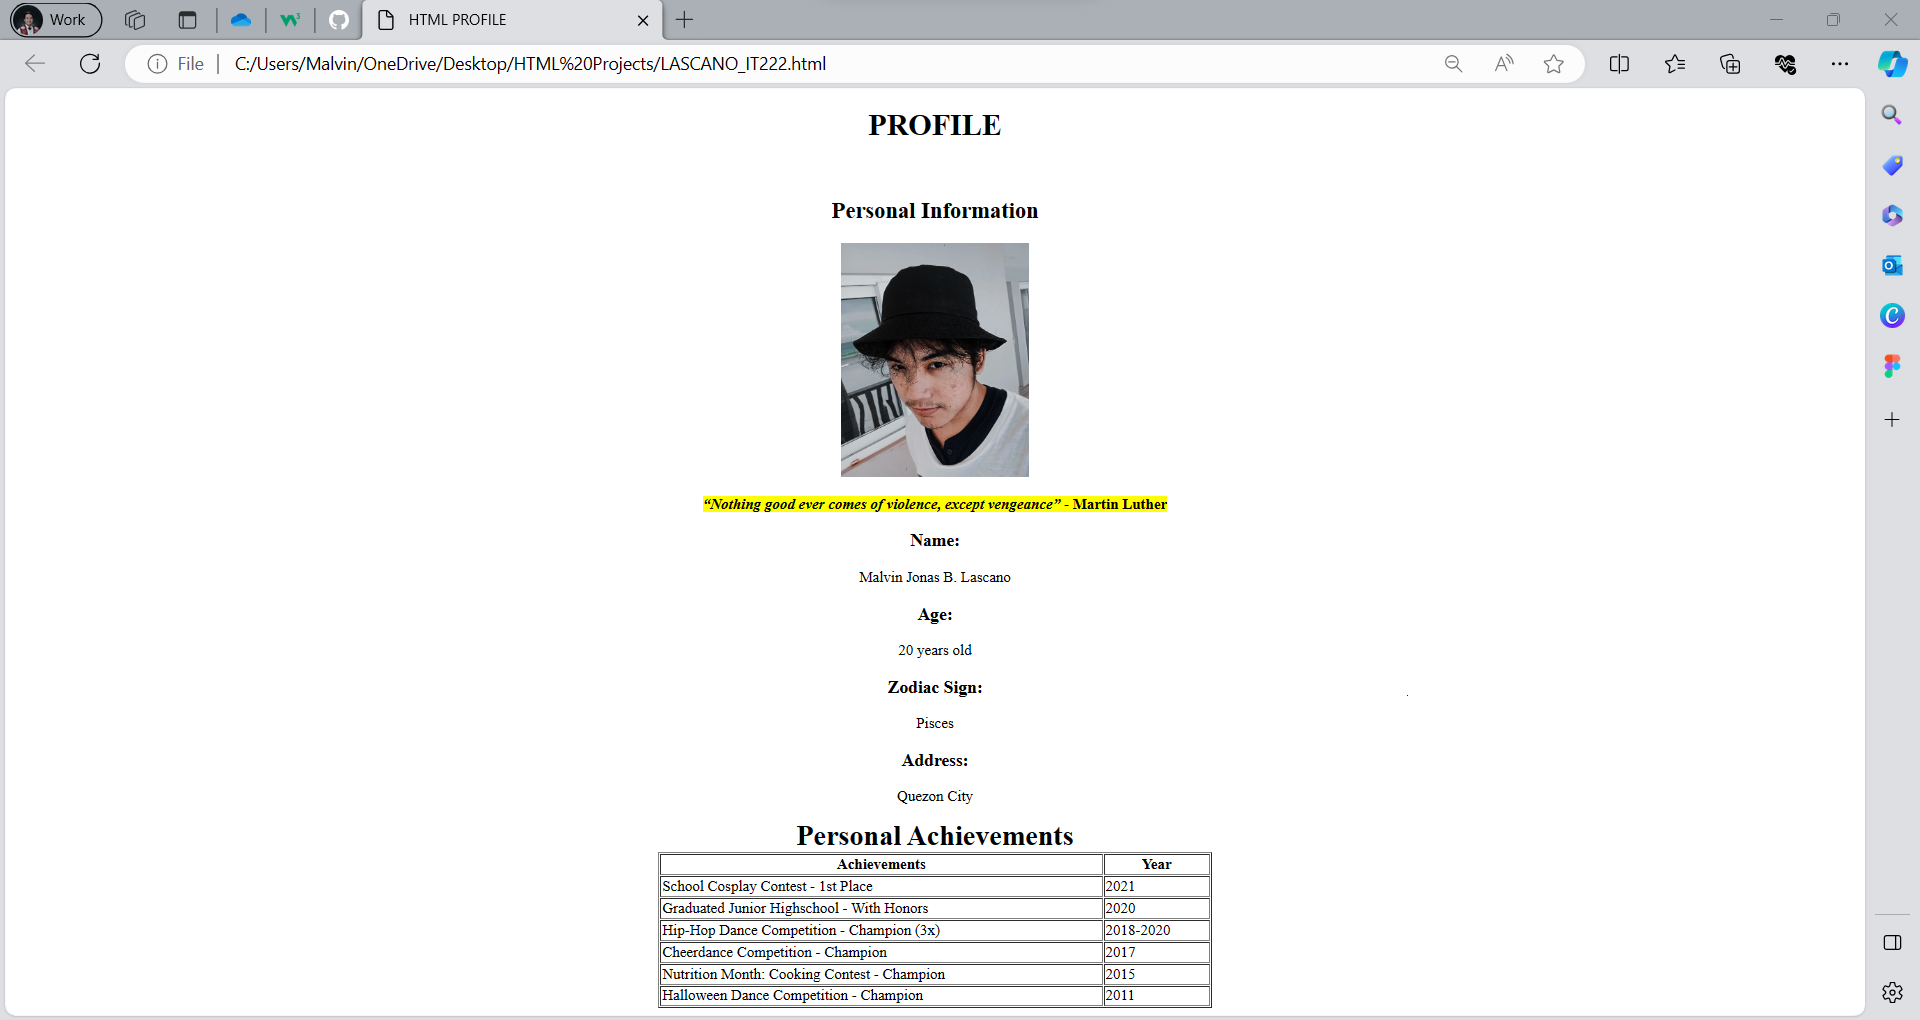 Work
HTML PROFILE
File
C:/Users/Malvin/OneDrive/Desktop/HTML%20Projects/LASCANO_IT222.html
PROFILE
Personal Information
“Nothing good ever comes of violence, except vengeance” - Martin Luther
Name:
Malvin Jonas B. Lascano
Age:
20 years old
Zodiac Sign:
Pisces
Address:
Quezon City
Personal Achievements
Achievements Year
School Cosplay Contest - 1st Place 2021
Graduated Junior Highschool - With Honors 2020
Hip-Hop Dance Competition - Champion (3x) 2018-2020
Cheerdance Competition - Champion 2017
Nutrition Month: Cooking Contest - Champion 2015
Halloween Dance Competition - Champion 2011